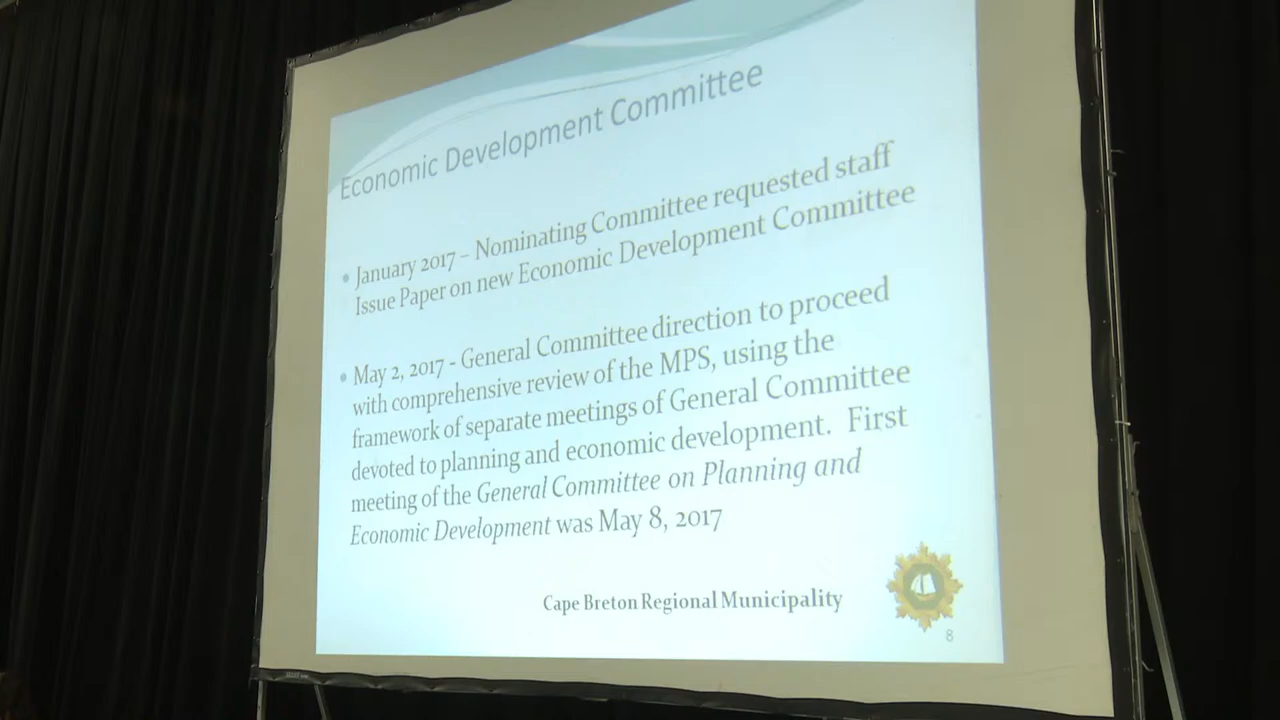 Economic Development Committee
• January 2017 – Nominating Committee requested staff
Issue Paper on new Economic Development Committee
• May 2, 2017 - General Committee direction to proceed
with comprehensive review of the MPS, using the
framework of separate meetings of General Committee
devoted to planning and economic development. First
meeting of the General Committee on Planning and
Economic Development was May 8, 2017
Cape Breton Regional Municipality
8